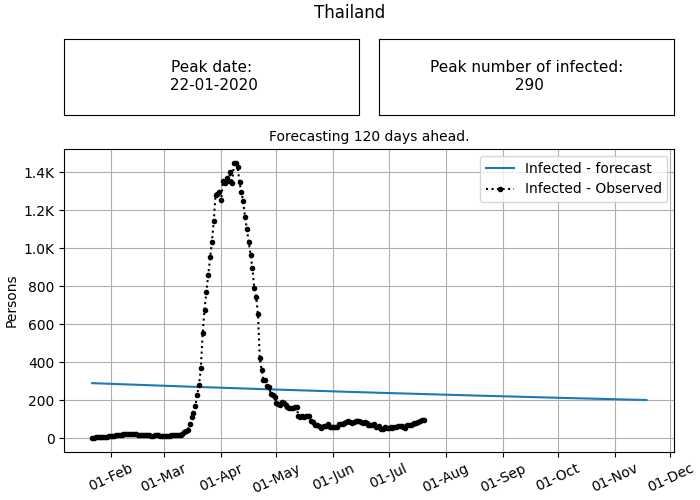 Thailand
Peak date:
22-01-2020
Peak number of infected:
290
Forecasting 120 days ahead.
Infected - forecast
Infected - Observed
1.4K
1.2K
1.0K
800
600
400
200
0
Persons
01-Feb
01-Mar
01-Apr
01-May
01-Jun
01-Jul
01-Aug
01-Sep
01-Oct
01-Nov
01-Dec